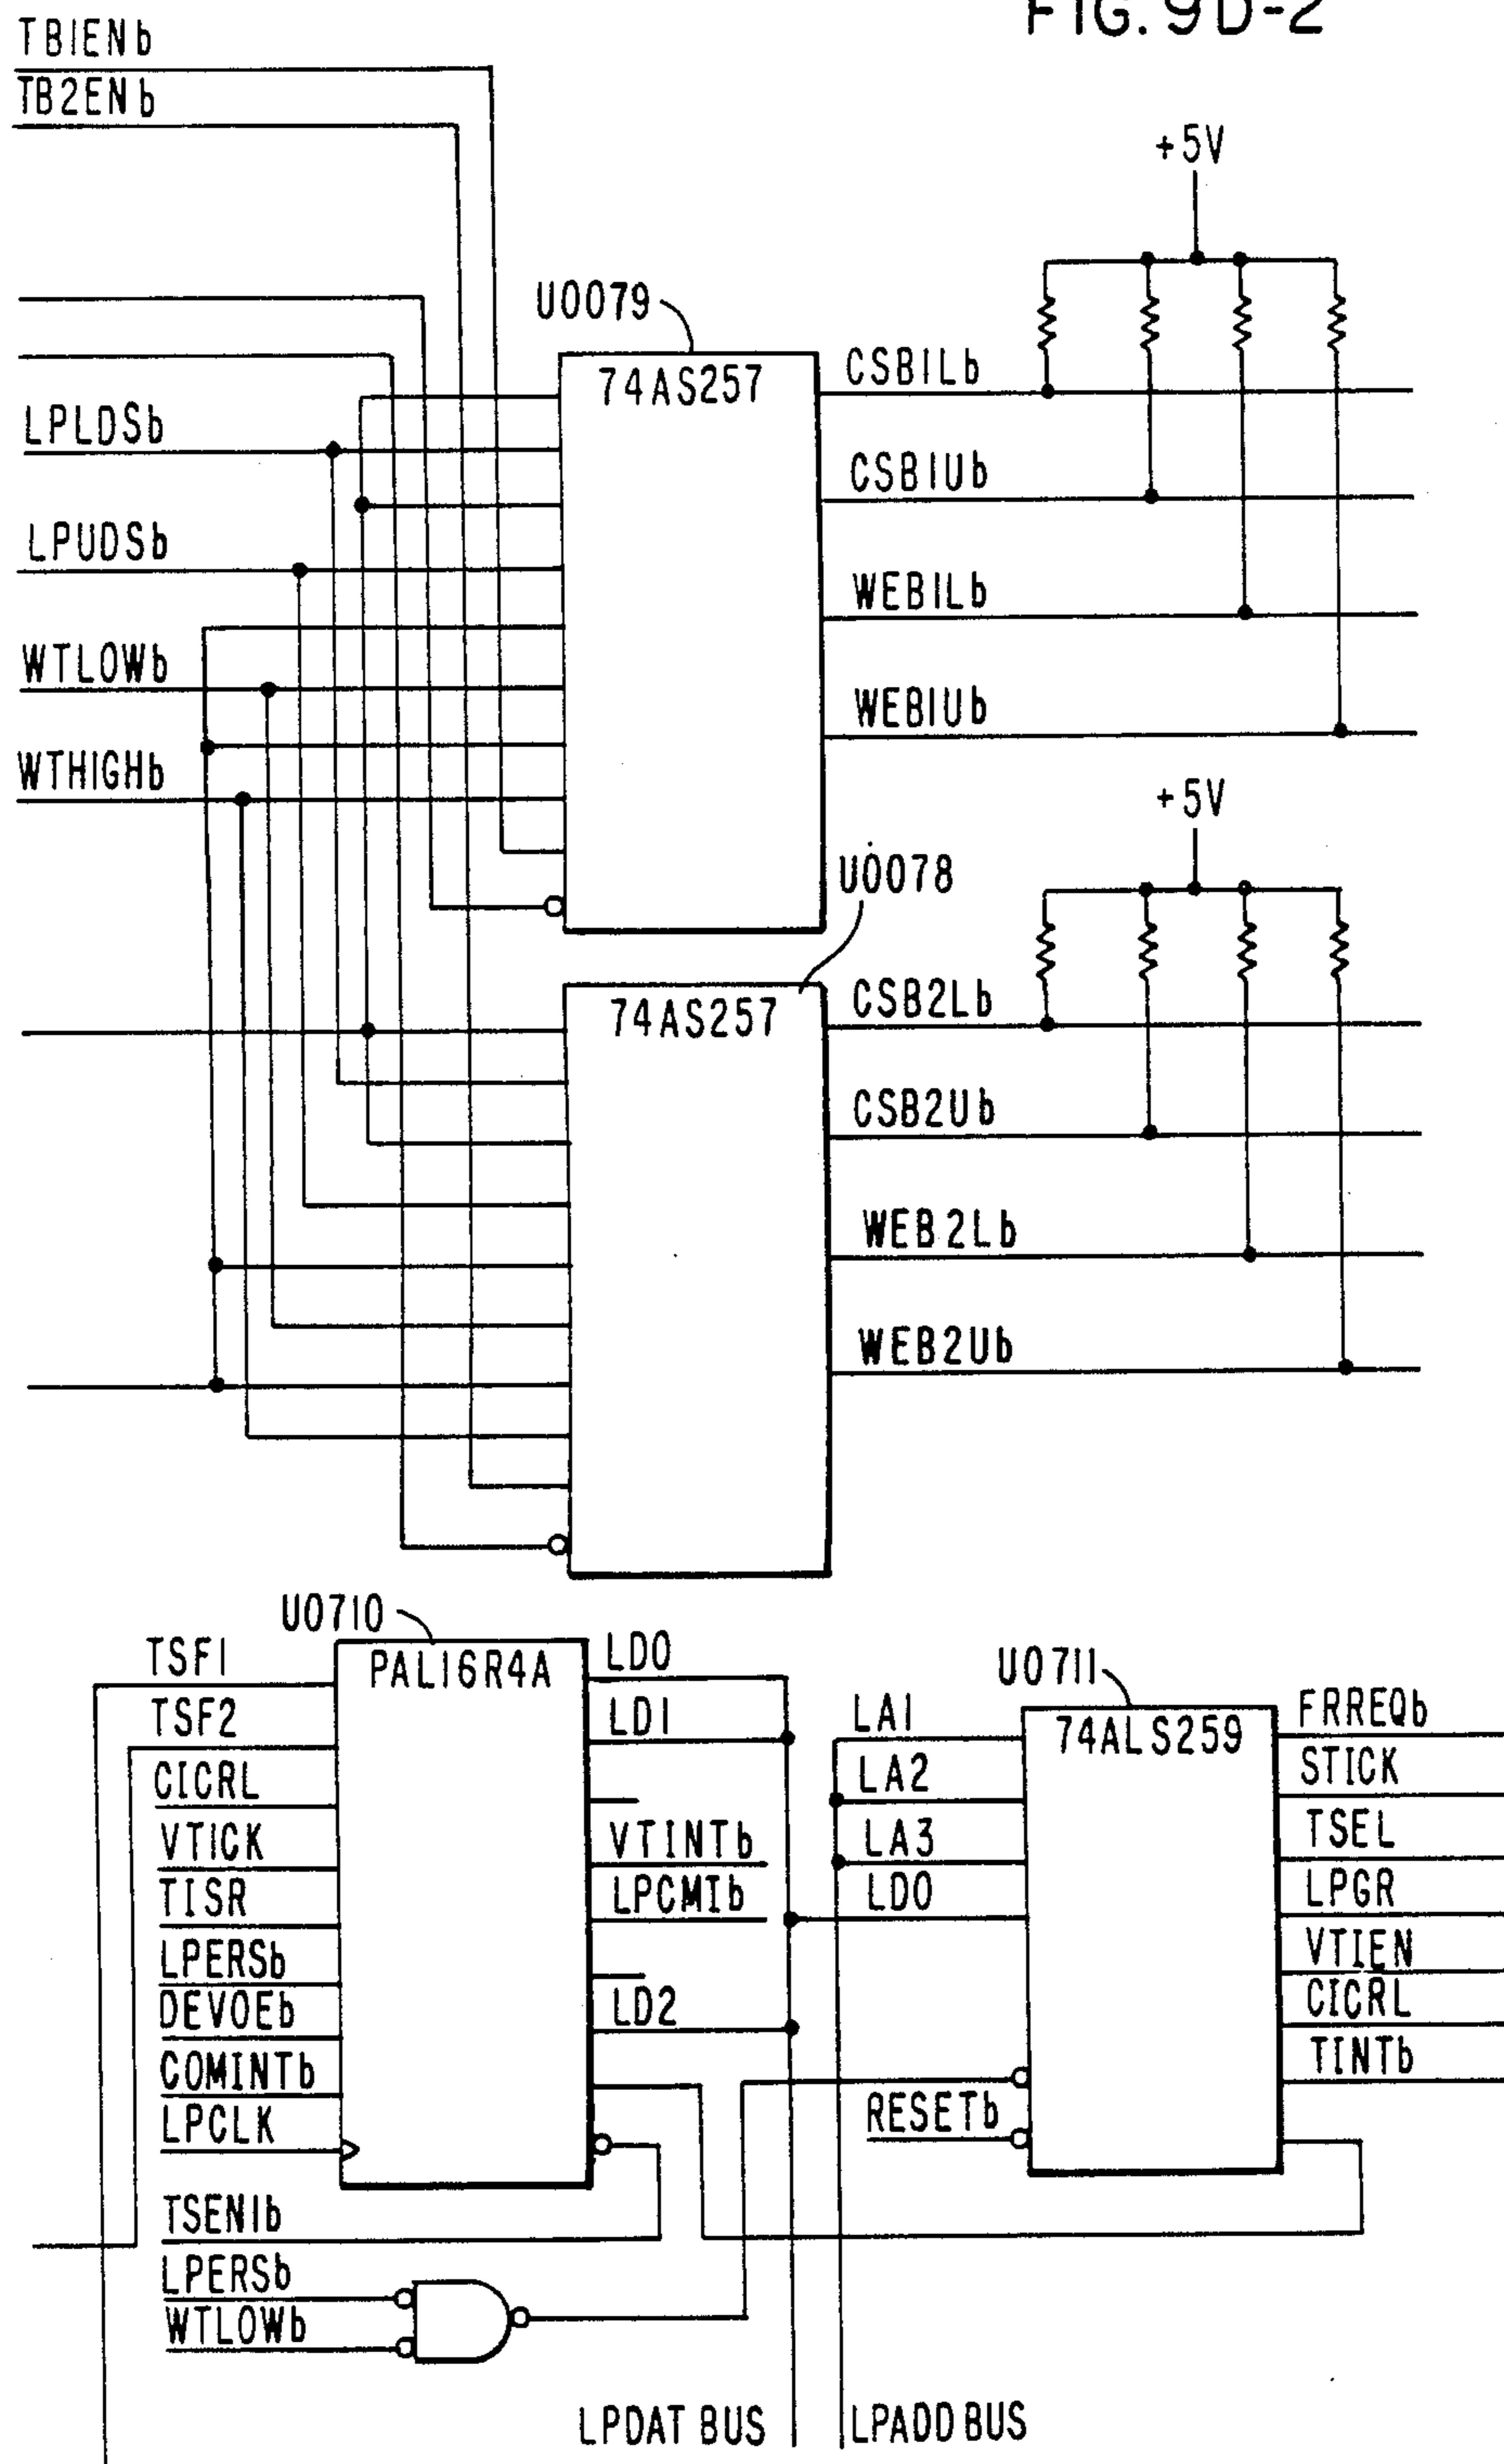 FIG. 9D-2
TB1ENb
TB2ENb
+5V
U0079
74AS257
CSB1Lb
LPLDSb
CSB1Ub
LPUDSb
WEB1Lb
WTLOWb
WEB1Ub
WTHIGHb
+5V
U0078
74AS257
CSB2Lb
CSB2Ub
WEB2Lb
WEB2Ub
U0710
PAL16R4A
TSF1
TSF2
CICRL
VTICK
TISR
LPERSb
DEVOEb
COMINTb
LPCLK
TSEN1b
LPERSb
WTLOWb
LD0
LD1
VTINTb
LPCMIb
LD2
U0711
74ALS259
LA1
LA2
LA3
LD0
RESETb
FRREQb
STICK
TSEL
LPGR
VTIEN
CICRL
TINTb
LPDAT BUS
LPADD BUS